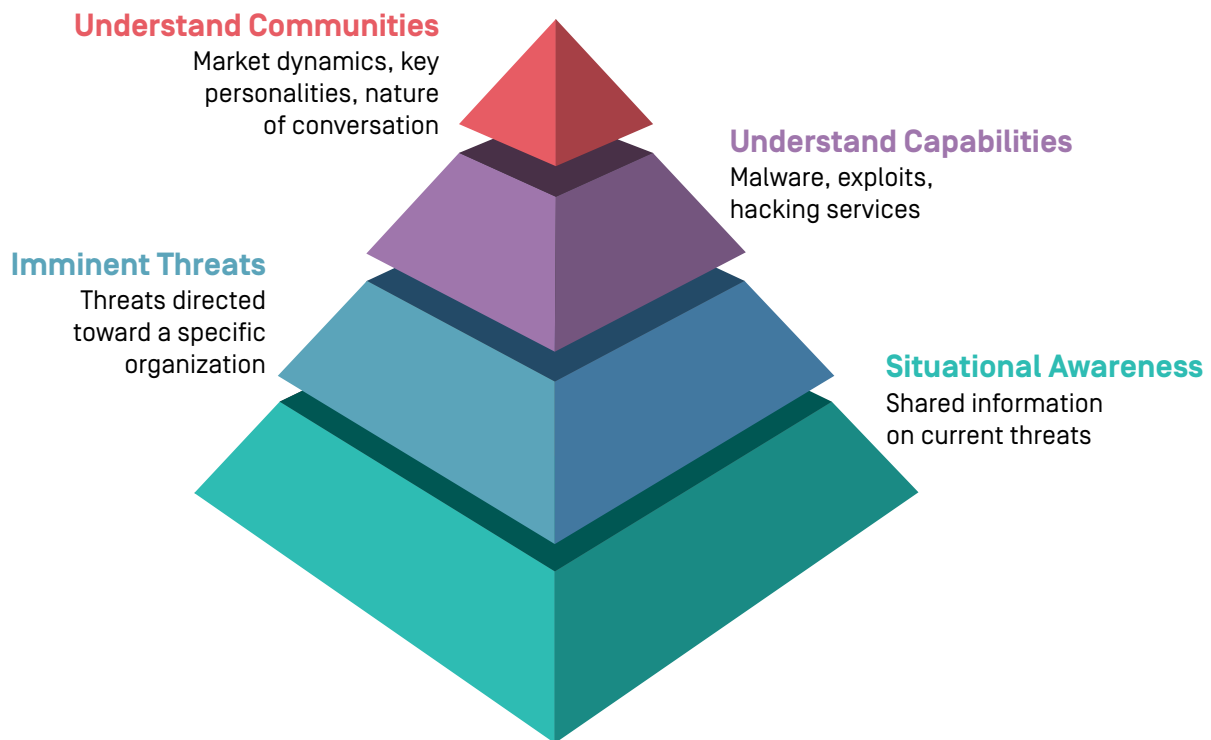 Understand Communities
Market dynamics, key
personalities, nature
of conversation
Understand Capabilities
Malware, exploits,
hacking services
Imminent Threats
Threats directed
toward a specific
organization
Situational Awareness
Shared information
on current threats